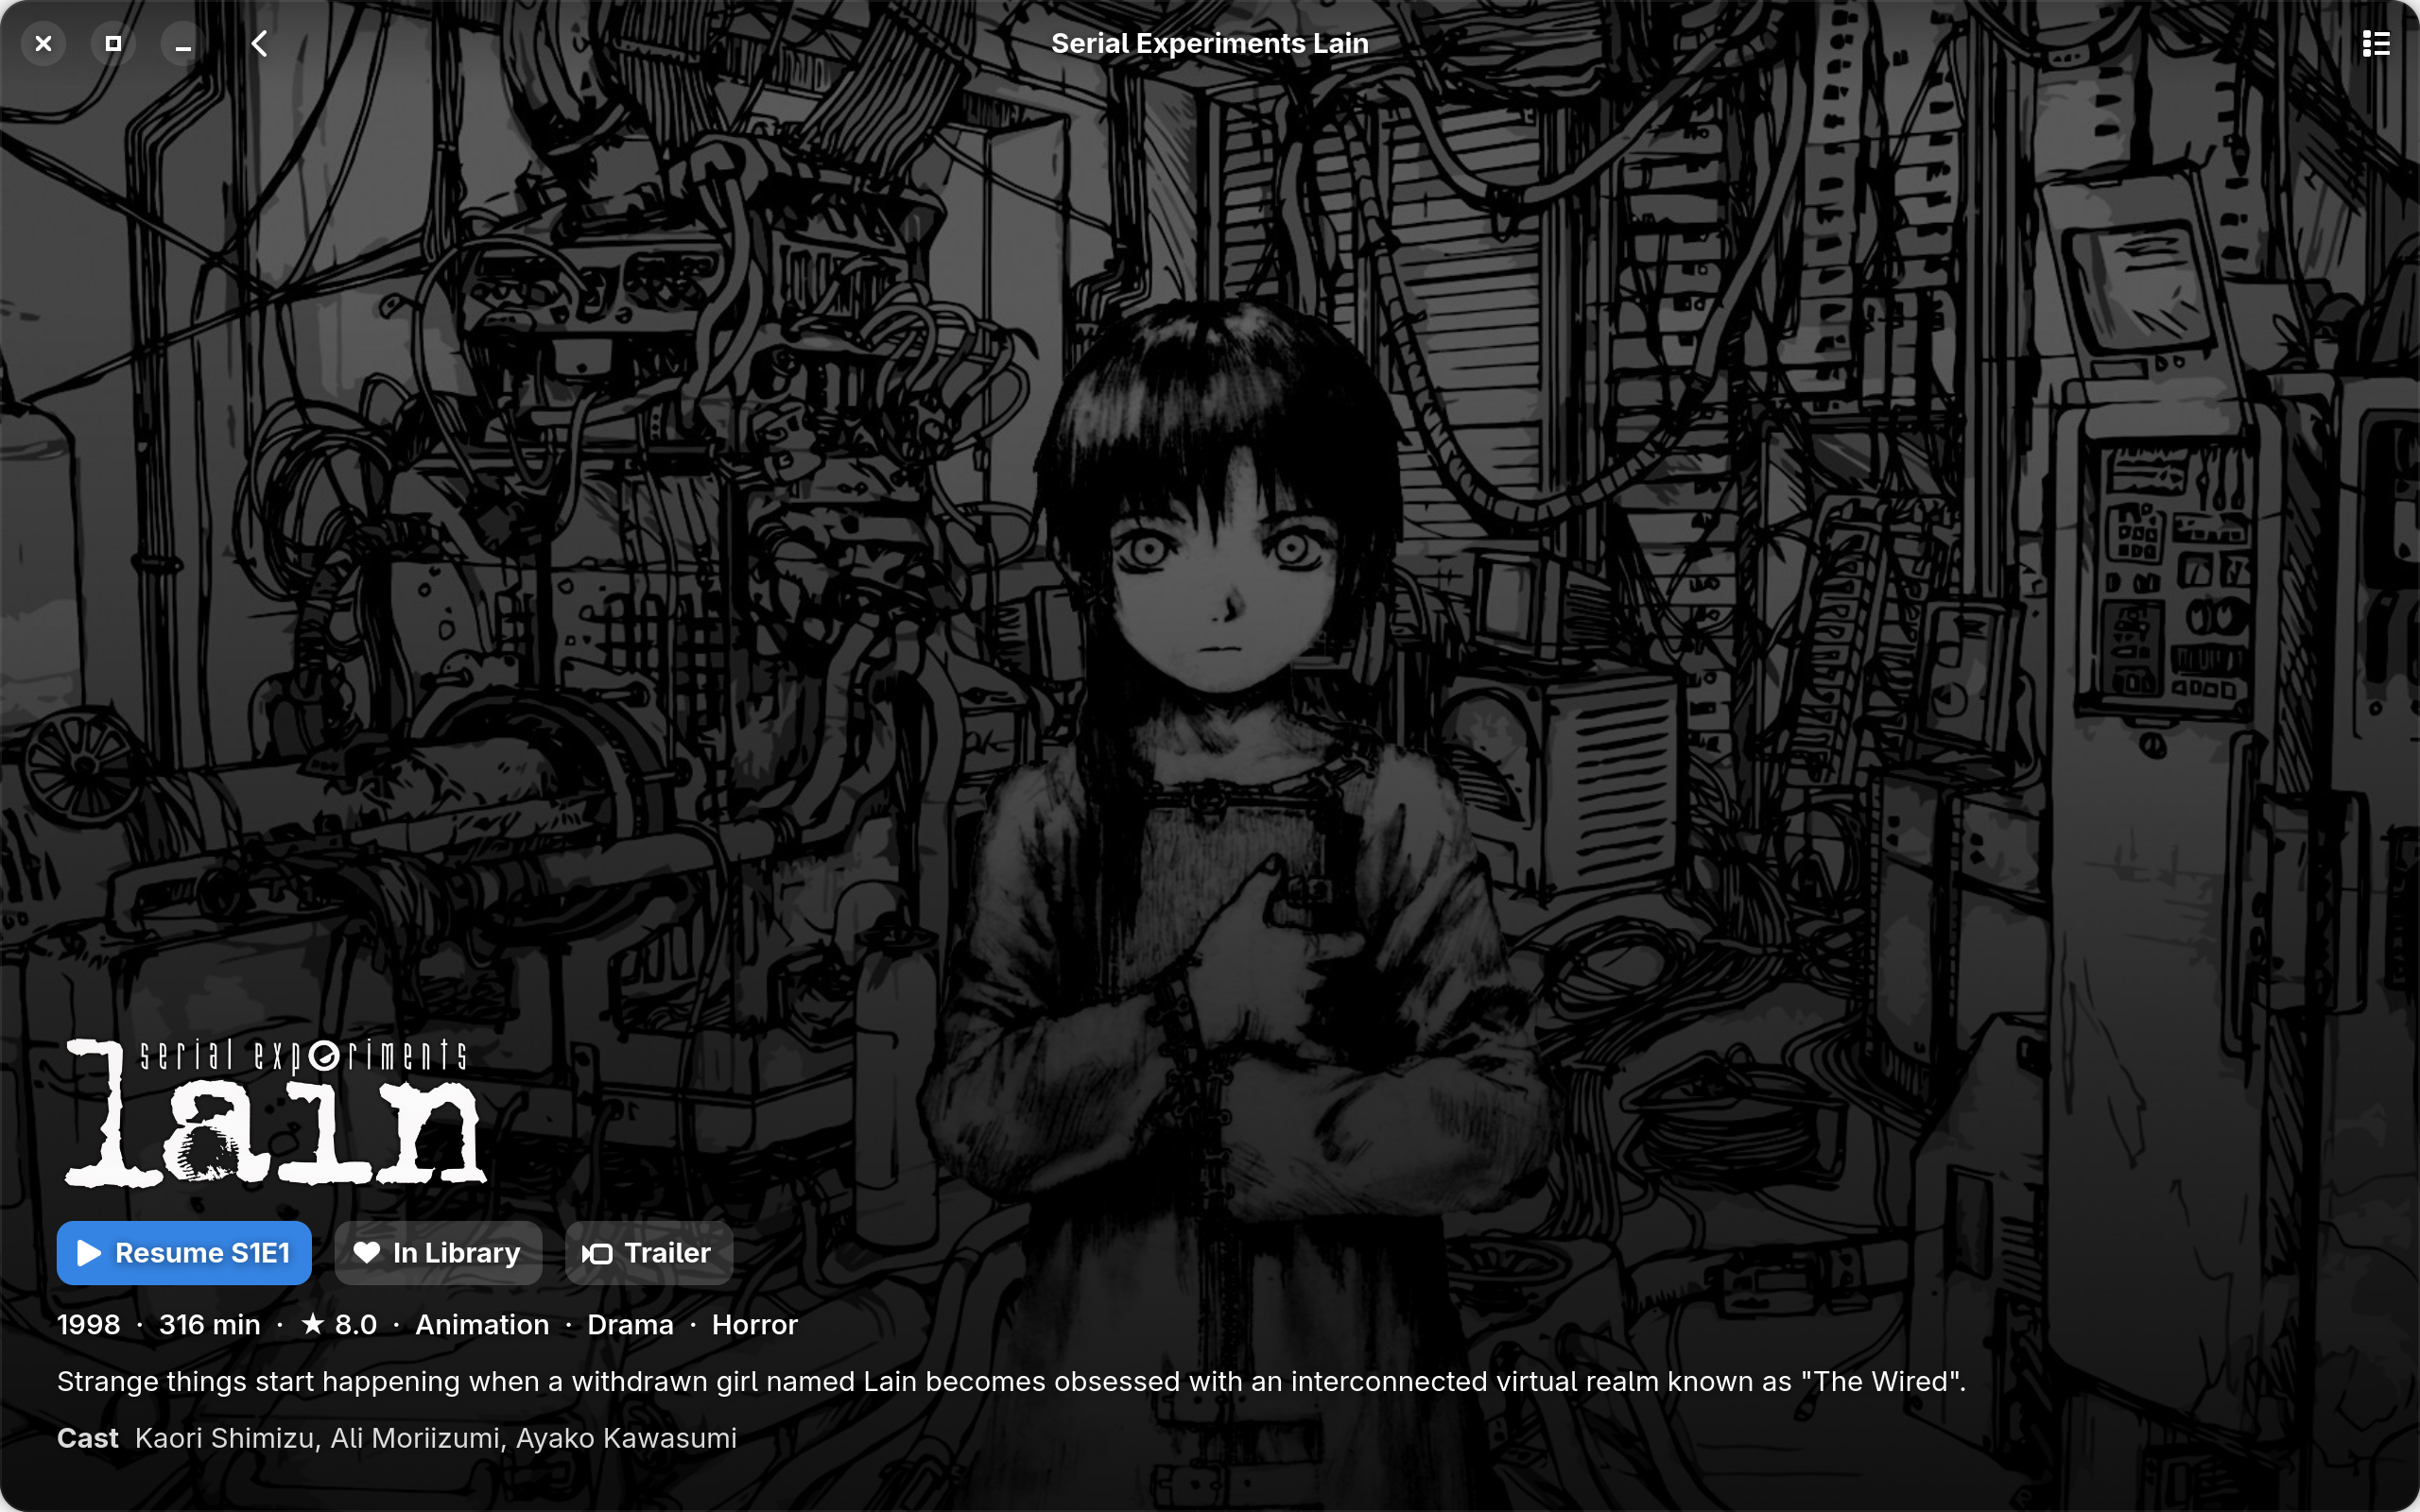 Serial Experiments Lain
serial experiments
lain
Resume S1E1
In Library
Trailer
1998 · 316 min · ★ 8.0 · Animation · Drama · Horror
Strange things start happening when a withdrawn girl named Lain becomes obsessed with an interconnected virtual realm known as "The Wired".
Cast Kaori Shimizu, Ali Moriizumi, Ayako Kawasumi